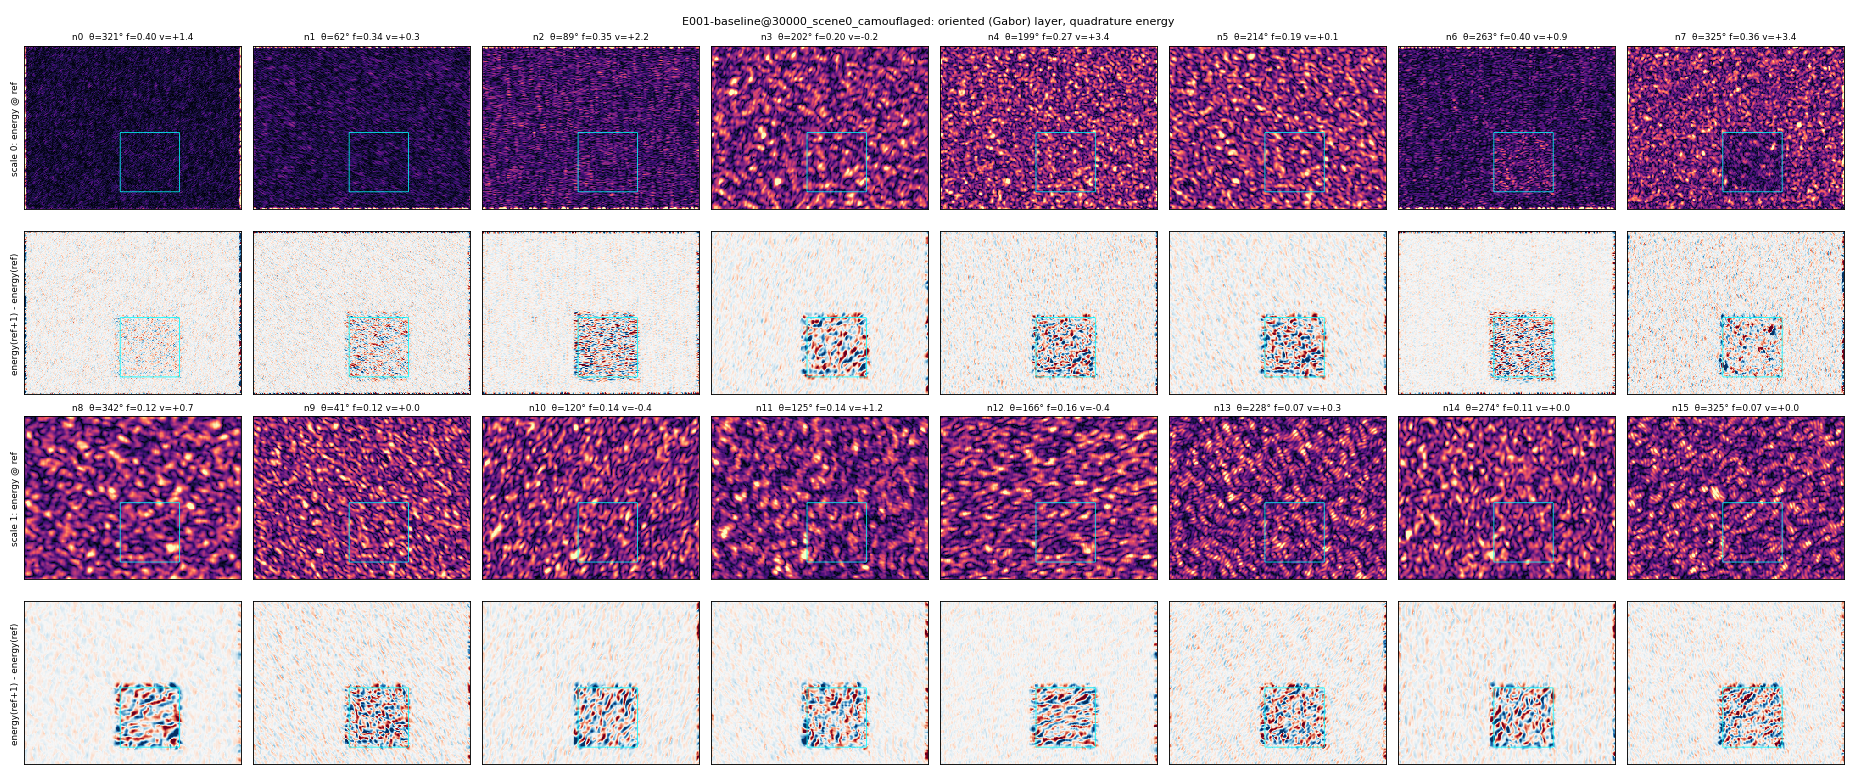 E001-baseline@30000_scene0_camouflaged: oriented (Gabor) layer, quadrature energy
n0 θ=321° f=0.40 v=+1.4
n1 θ=62° f=0.34 v=+0.3
n2 θ=89° f=0.35 v=+2.2
n3 θ=202° f=0.20 v=-0.2
n4 θ=199° f=0.27 v=+3.4
n5 θ=214° f=0.19 v=+0.1
n6 θ=263° f=0.40 v=+0.9
n7 θ=325° f=0.36 v=+3.4
scale 0: energy @ ref
energy(ref+1) - energy(ref)
n8 θ=342° f=0.12 v=+0.7
n9 θ=41° f=0.12 v=+0.0
n10 θ=120° f=0.14 v=-0.4
n11 θ=125° f=0.14 v=+1.2
n12 θ=166° f=0.16 v=-0.4
n13 θ=228° f=0.07 v=+0.3
n14 θ=274° f=0.11 v=+0.0
n15 θ=325° f=0.07 v=+0.0
scale 1: energy @ ref
energy(ref+1) - energy(ref)